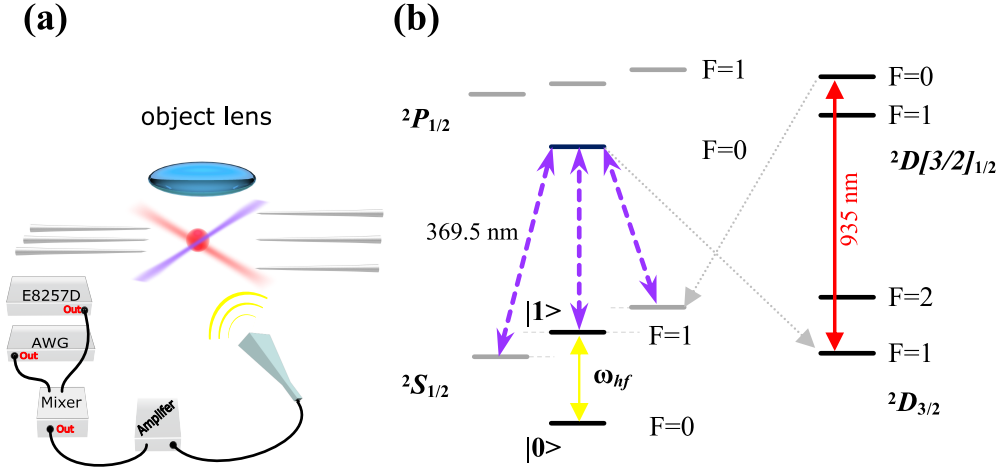 (a)
object lens
E8257D
Out
AWG
Out
Mixer
Out
Amplifer
(b)
F=1
²P₁/₂
F=0
369.5 nm
|1>
F=1
²S₁/₂
ω_hf
|0>
F=0
F=0
F=1
²D[3/2]₁/₂
935 nm
F=2
F=1
²D₃/₂